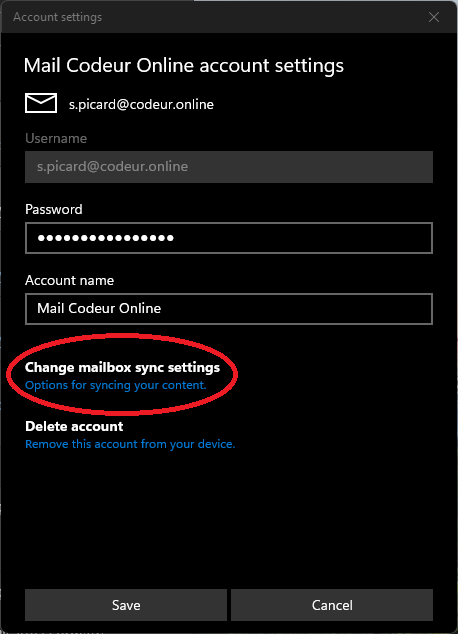 Account settings
Mail Codeur Online account settings
s.picard@codeur.online
Username
s.picard@codeur.online
Password
●●●●●●●●●●●●●●●●
Account name
Mail Codeur Online
Change mailbox sync settings
Options for syncing your content.
Delete account
Remove this account from your device.
Save
Cancel